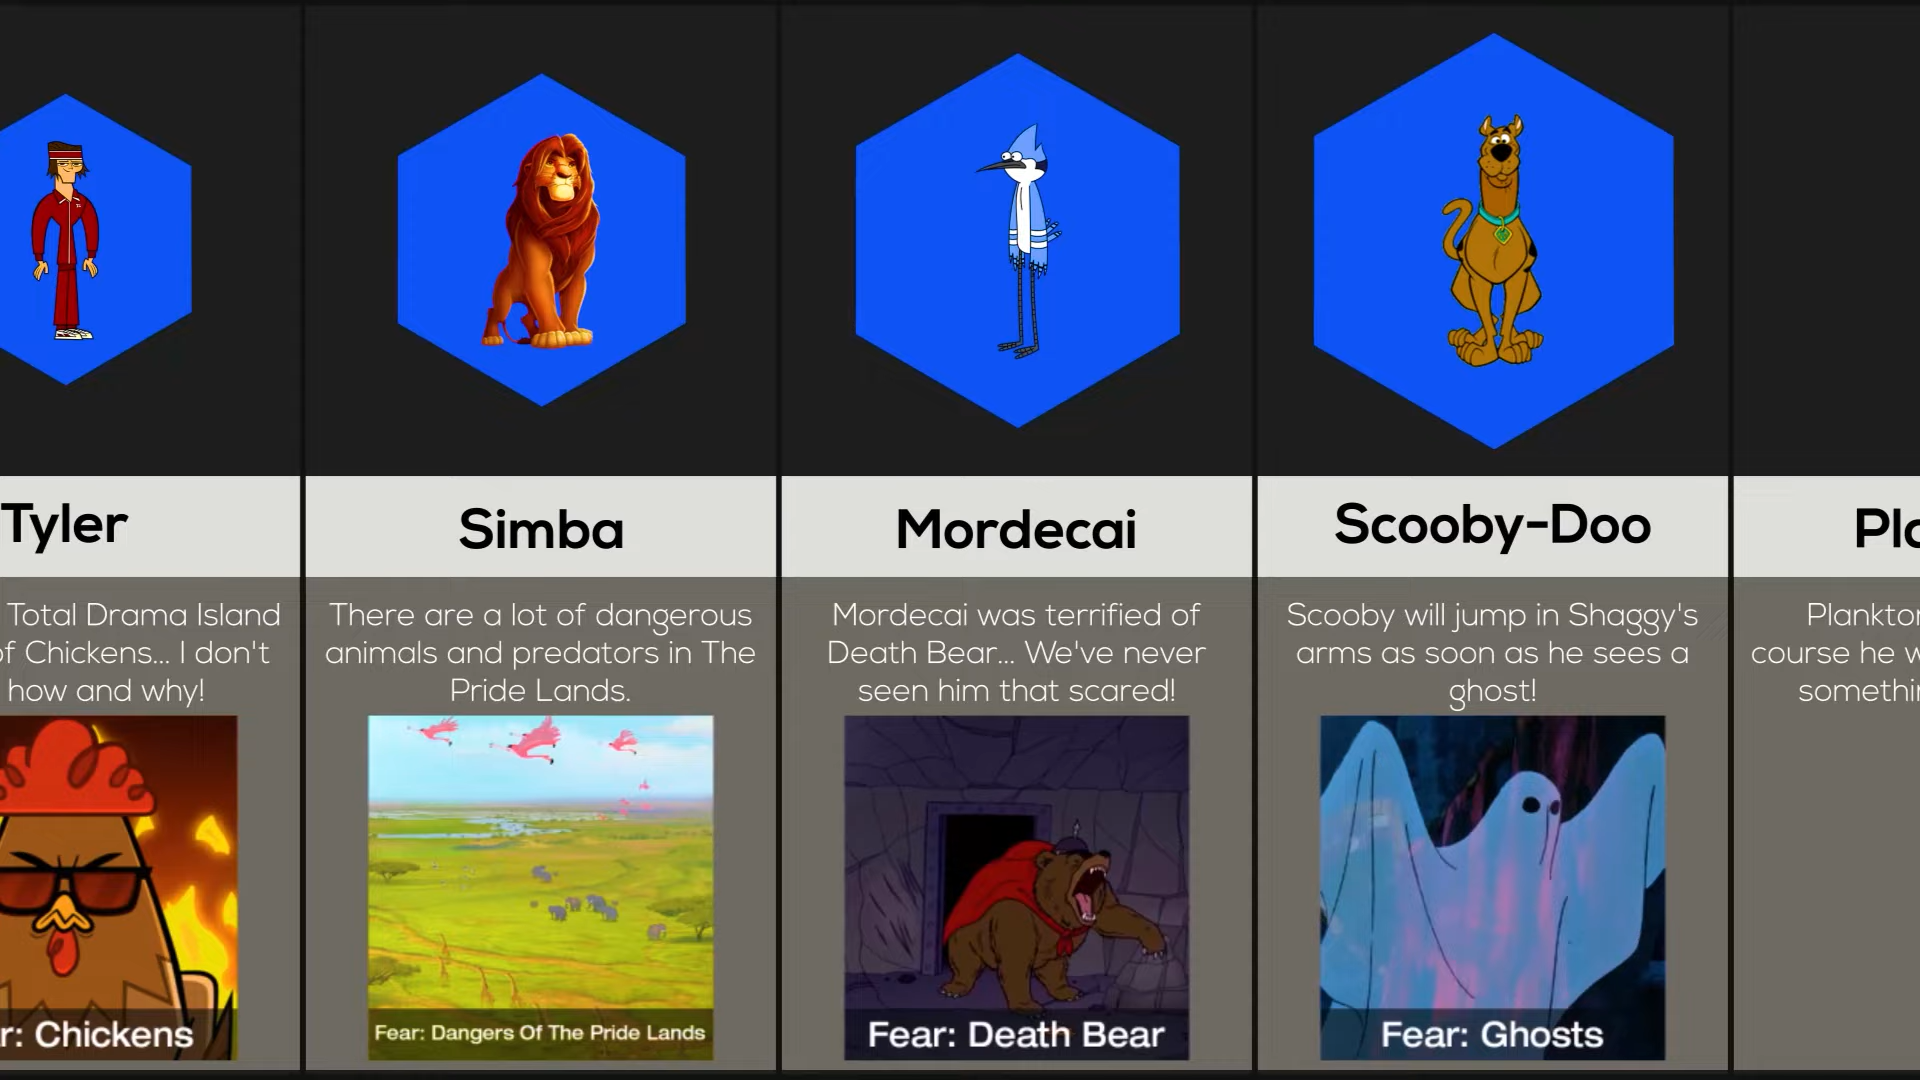 Tyler
Total Drama Island
of Chickens... I don't
how and why!
Fear: Chickens
Simba
There are a lot of dangerous
animals and predators in The
Pride Lands.
Fear: Dangers Of The Pride Lands
Mordecai
Mordecai was terrified of
Death Bear... We've never
seen him that scared!
Fear: Death Bear
Scooby-Doo
Scooby will jump in Shaggy's
arms as soon as he sees a
ghost!
Fear: Ghosts
Plankton
course he